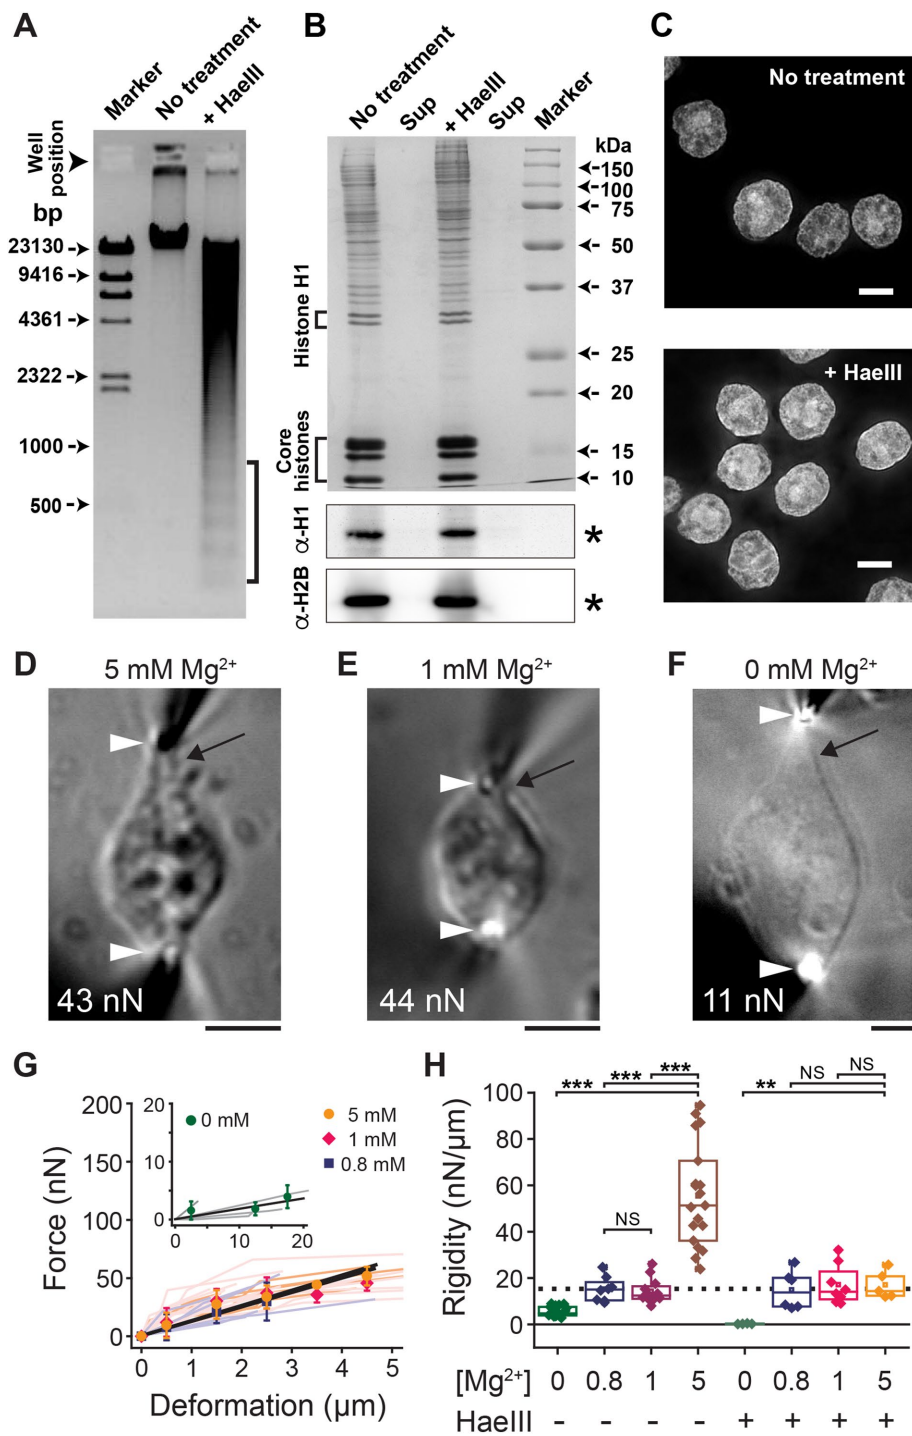 A
Marker
No treatment
+ HaeIII
Well
position
bp
23130
9416
4361
2322
1000
500
B
No treatment
Sup
+ HaeIII
Sup
Marker
kDa
150
100
75
50
37
25
20
15
10
Histone H1
Core
histones
α-H1
*
α-H2B
*
C
No treatment
+ HaeIII
D
5 mM Mg²⁺
43 nN
E
1 mM Mg²⁺
44 nN
F
0 mM Mg²⁺
11 nN
G
Force (nN)
200
150
100
50
0
0 1 2 3 4 5
Deformation (μm)
20
10
0
0 10 20
0 mM
5 mM
1 mM
0.8 mM
H
Rigidity (nN/μm)
100
80
60
40
20
0
*** *** ***
NS
** NS NS
[Mg²⁺] 0 0.8 1 5 0 0.8 1 5
HaeIII - - - - + + + +